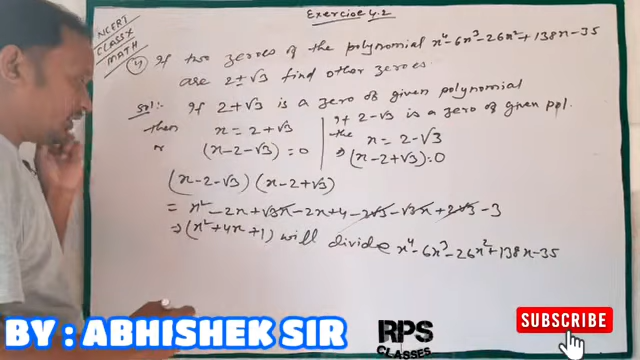 Exercise 4.2
NCERT
CLASS X
MATH
(4) If two zeroes of the polynomial x⁴-6x³-26x²+138x-35
are 2±√3 find other zeroes.
Sol:- If 2+√3 is a zero of given polynomial
then x = 2+√3
or (x-2-√3)=0
If 2-√3 is a zero of given pol.
the x = 2-√3
⇒(x-2+√3)=0
(x-2-√3)(x-2+√3)
= x²-2x+√3x-2x+4-2√3-√3x+2√3-3
⇒(x²+4x+1) will divide x⁴-6x³-26x²+138x-35
BY : ABHISHEK SIR
RPS
CLASSES
SUBSCRIBE